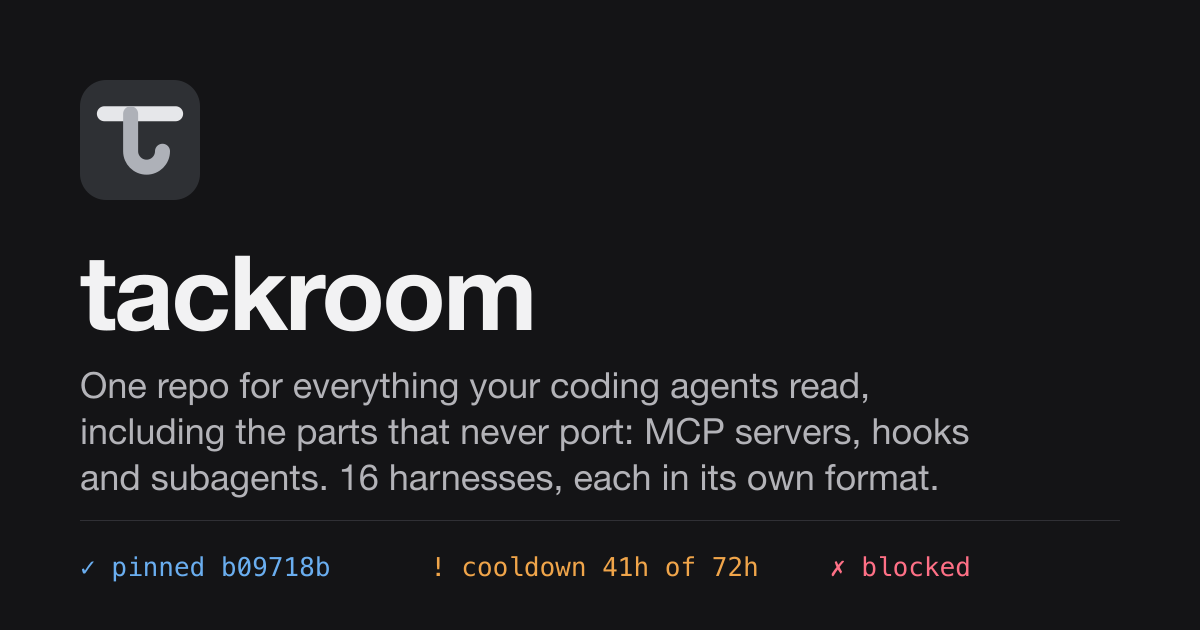 tackroom
One repo for everything your coding agents read,
including the parts that never port: MCP servers, hooks
and subagents. 16 harnesses, each in its own format.
✓ pinned b09718b ! cooldown 41h of 72h ✗ blocked